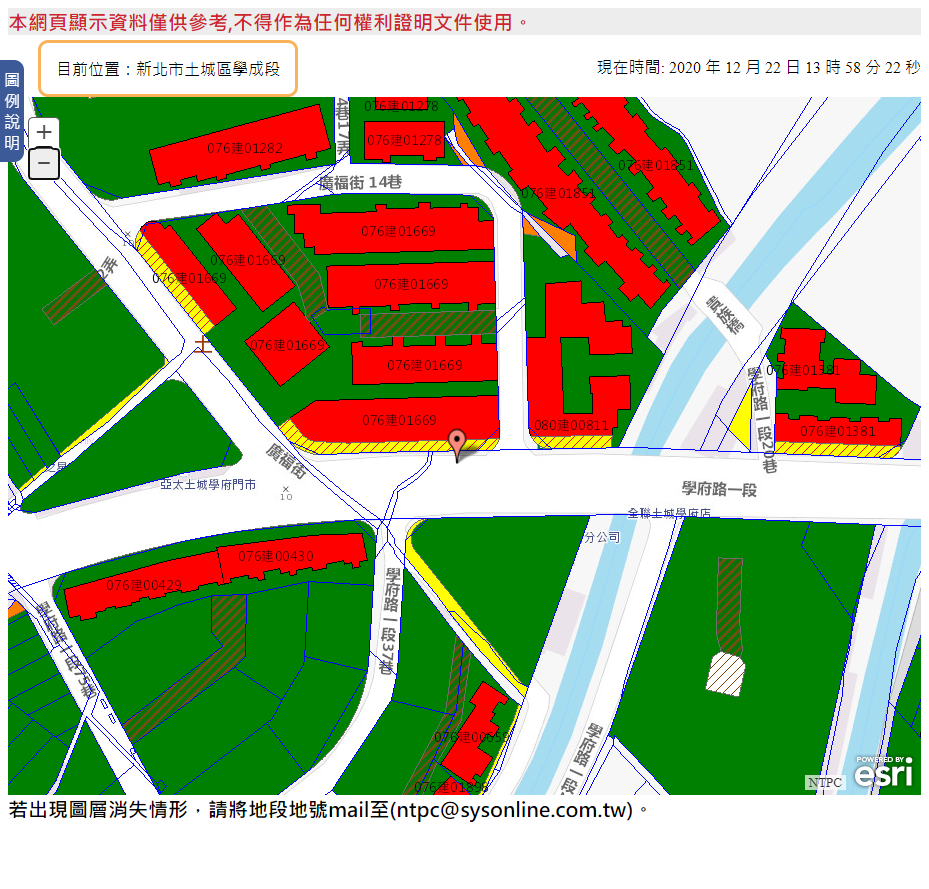 本網頁顯示資料僅供參考,不得作為任何權利證明文件使用。
目前位置：新北市土城區學成段
現在時間: 2020 年 12 月 22 日 13 時 58 分 22 秒
圖例說明
+
−
4巷17弄
076建01278
076建01278
076建01282
076建01851
076建01851
廣福街 14巷
076建01669
076建01669
076建01669
076建01669
2弄
076建01669
076建01669
076建01669
貴族橋
076建01381
學府路一段20巷
080建00811
076建01381
廣福街
亞太土城學府門市
10
學府路一段
全聯土城學府店
分公司
076建00430
076建00429
學府路一段37巷
學府路一段75巷
076建00659
076建01896
學府路一段
NTPC
POWERED BY
esri
若出現圖層消失情形，請將地段地號mail至(ntpc@sysonline.com.tw)。